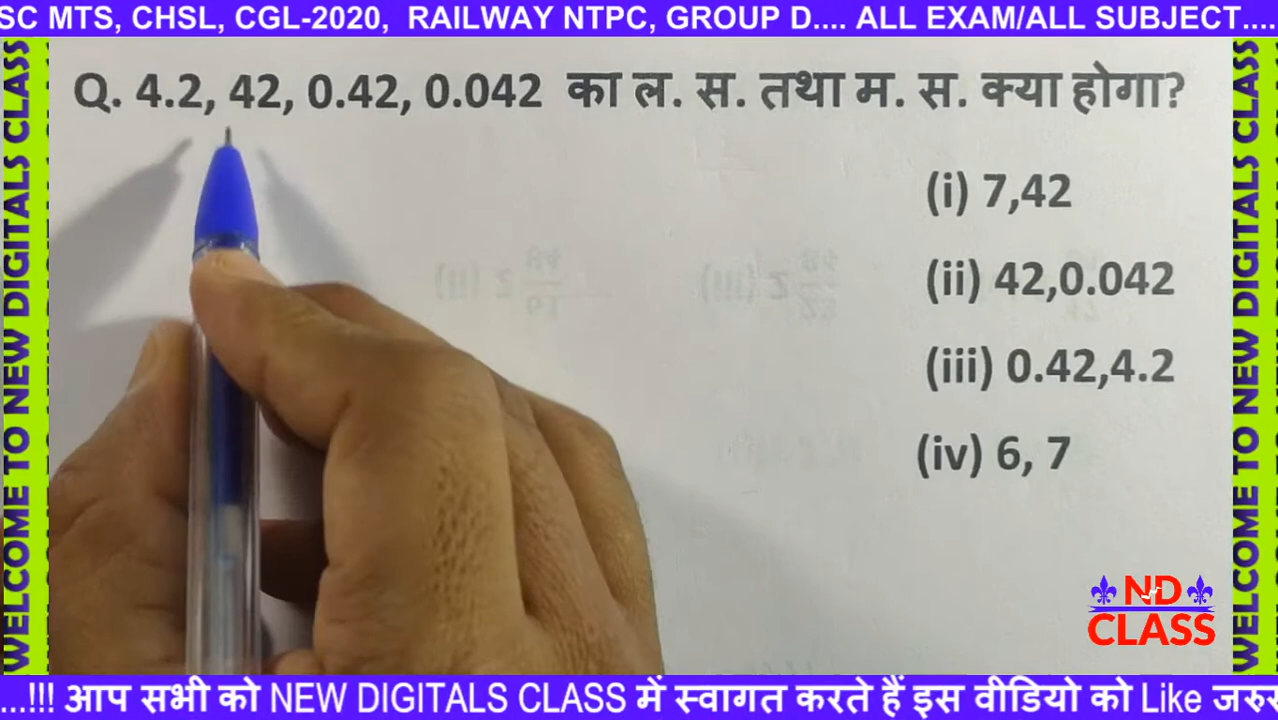 SC MTS, CHSL, CGL-2020, RAILWAY NTPC, GROUP D.... ALL EXAM/ALL SUBJECT....
WELCOME TO NEW DIGITALS CLASS
Q. 4.2, 42, 0.42, 0.042 का ल. स. तथा म. स. क्या होगा?
(i) 7,42
(ii) 42,0.042
(iii) 0.42,4.2
(iv) 6, 7
ND
CLASS
WELCOME TO NEW DIGITALS CLASS
...!!! आप सभी को NEW DIGITALS CLASS में स्वागत करते हैं इस वीडियो को Like जरुर